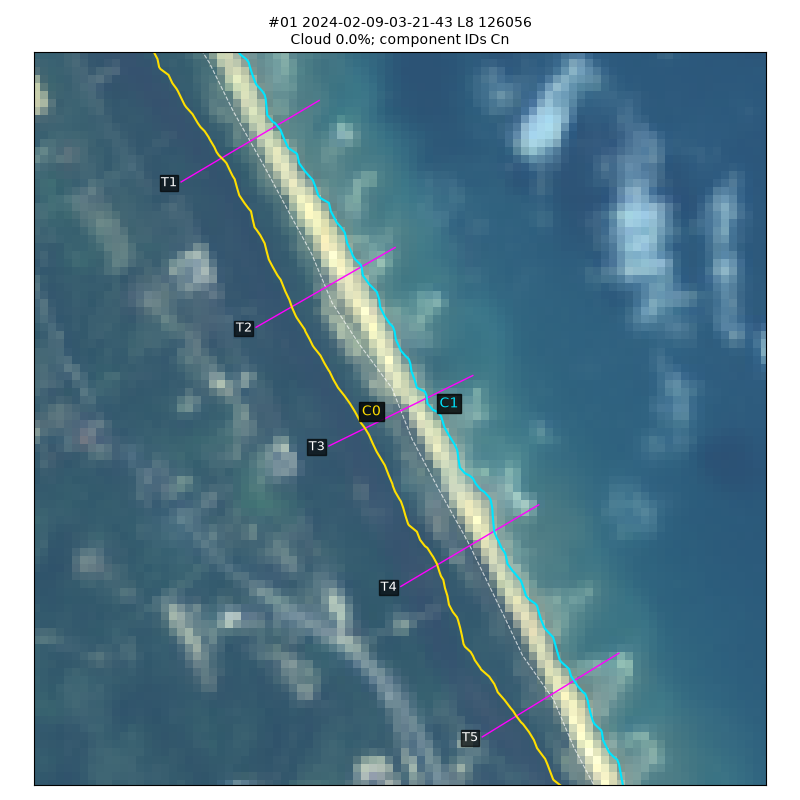 #01 2024-02-09-03-21-43 L8 126056
Cloud 0.0%; component IDs Cn
T1
T2
C1
C0
T3
T4
T5